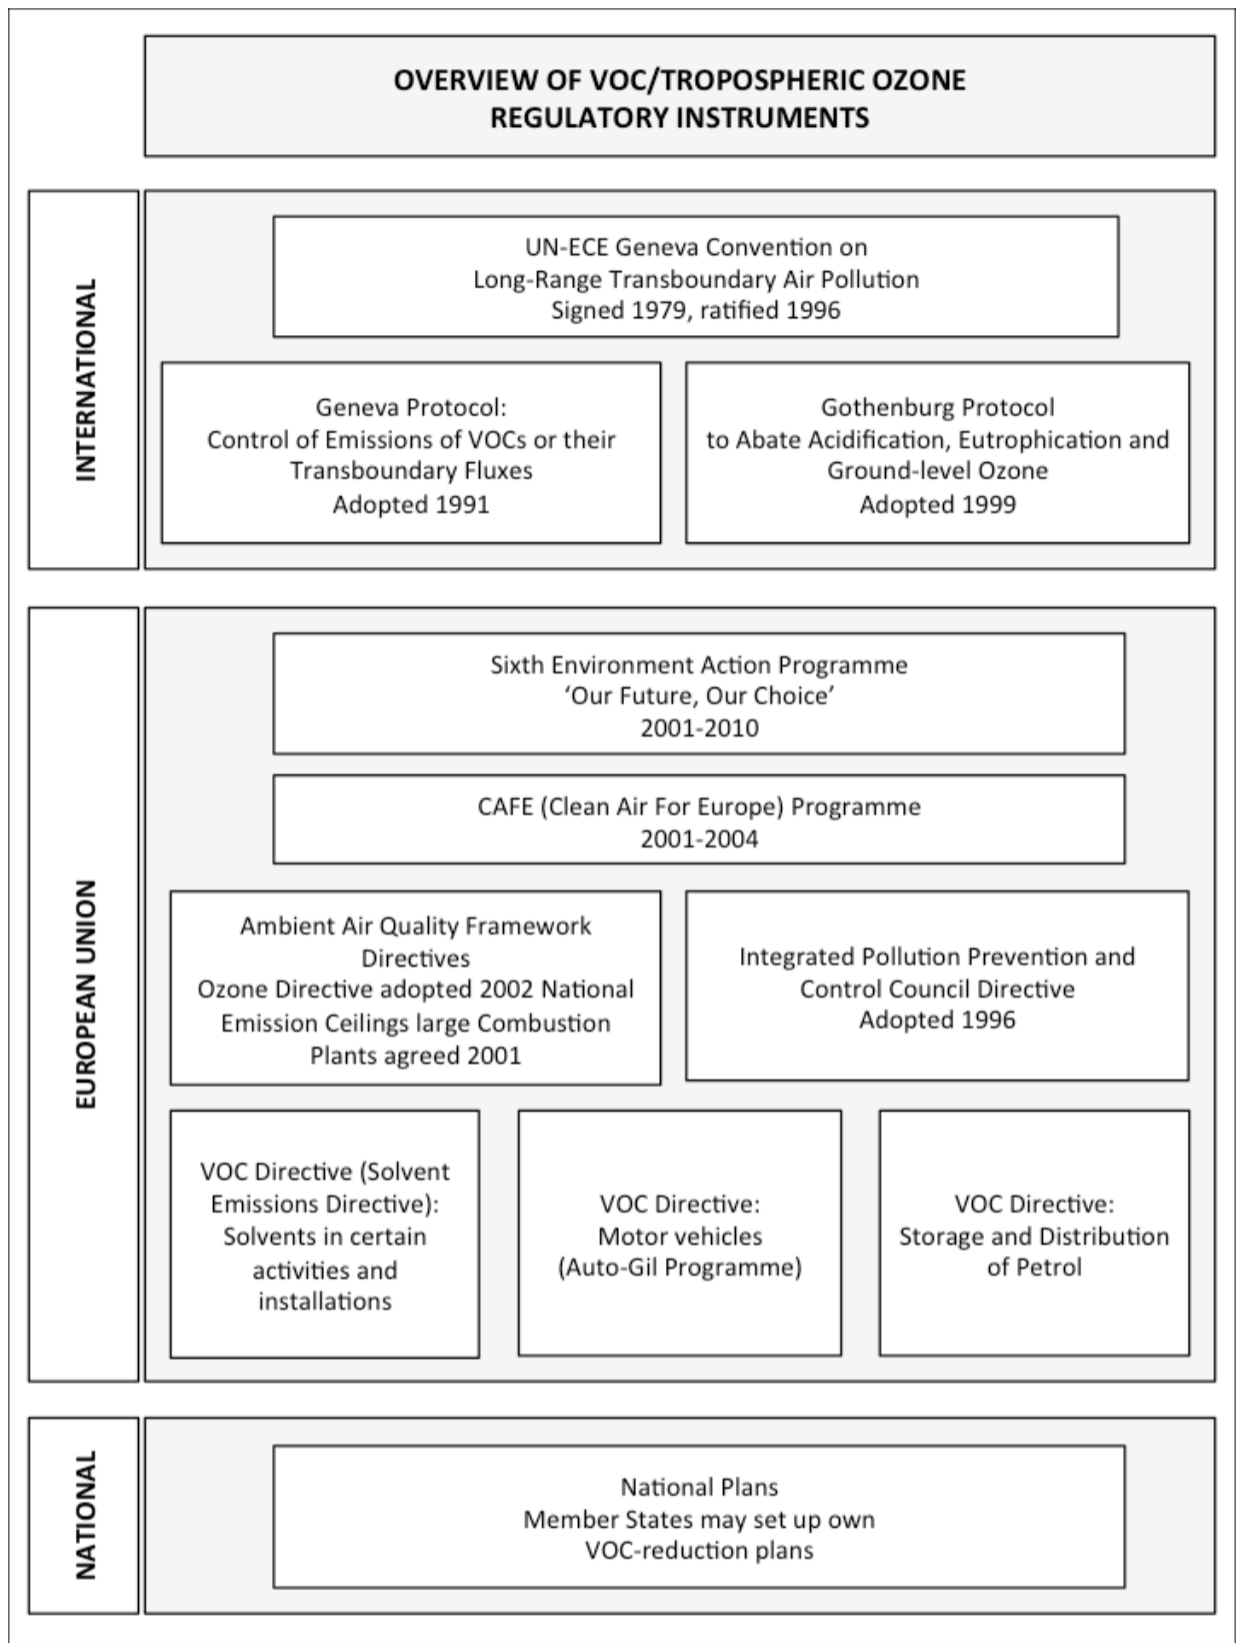 OVERVIEW OF VOC/TROPOSPHERIC OZONE
REGULATORY INSTRUMENTS
INTERNATIONAL
UN-ECE Geneva Convention on
Long-Range Transboundary Air Pollution
Signed 1979, ratified 1996
Geneva Protocol:
Control of Emissions of VOCs or their
Transboundary Fluxes
Adopted 1991
Gothenburg Protocol
to Abate Acidification, Eutrophication and
Ground-level Ozone
Adopted 1999
EUROPEAN UNION
Sixth Environment Action Programme
‘Our Future, Our Choice’
2001-2010
CAFE (Clean Air For Europe) Programme
2001-2004
Ambient Air Quality Framework
Directives
Ozone Directive adopted 2002 National
Emission Ceilings large Combustion
Plants agreed 2001
Integrated Pollution Prevention and
Control Council Directive
Adopted 1996
VOC Directive (Solvent
Emissions Directive):
Solvents in certain
activities and
installations
VOC Directive:
Motor vehicles
(Auto-Gil Programme)
VOC Directive:
Storage and Distribution
of Petrol
NATIONAL
National Plans
Member States may set up own
VOC-reduction plans